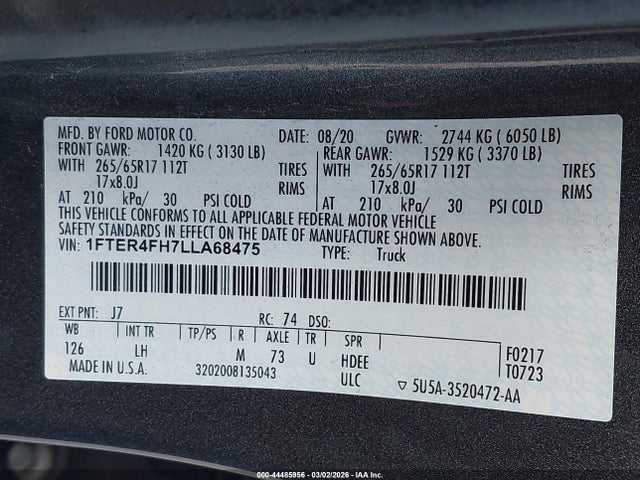 MFD. BY FORD MOTOR CO. DATE: 08/20 GVWR: 2744 KG ( 6050 LB)
FRONT GAWR: 1420 KG ( 3130 LB) REAR GAWR: 1529 KG ( 3370 LB)
WITH 265/65R17 112T TIRES WITH 265/65R17 112T TIRES
17x8.0J RIMS 17x8.0J RIMS
AT 210 kPa/ 30 PSI COLD AT 210 kPa/ 30 PSI COLD
THIS VEHICLE CONFORMS TO ALL APPLICABLE FEDERAL MOTOR VEHICLE
SAFETY STANDARDS IN EFFECT ON THE DATE OF MANUFACTURE SHOWN ABOVE.
VIN: 1FTER4FH7LLA68475 TYPE: Truck
EXT PNT: J7 RC: 74 DSO:
WB INT TR TP/PS R AXLE TR SPR F0217
126 LH M 73 U HDEE T0723
MADE IN U.S.A. 3202008135043 ULC ▽ 5U5A-3520472-AA
000-44485956 - 03/02/2026 - IAA Inc.